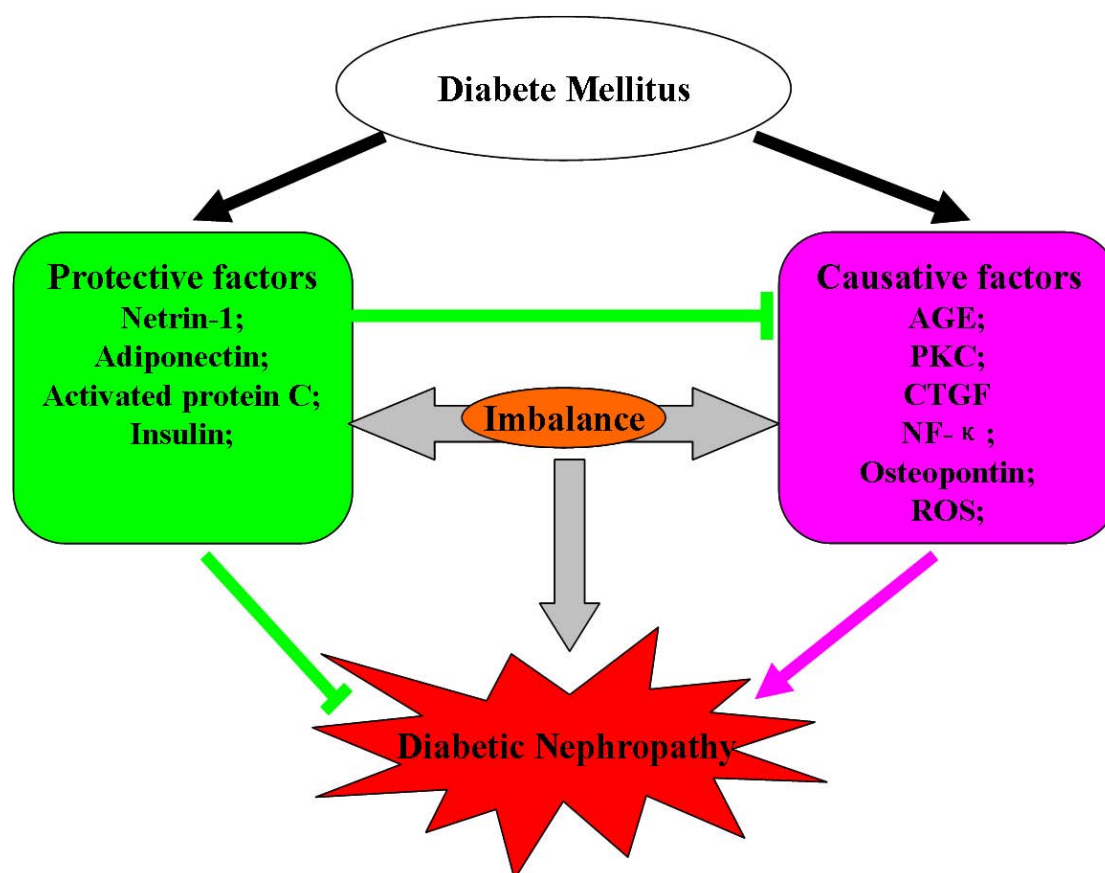 Diabete Mellitus
Protective factors
Netrin-1;
Adiponectin;
Activated protein C;
Insulin;
Causative factors
AGE;
PKC;
CTGF
NF-κ;
Osteopontin;
ROS;
Imbalance
Diabetic Nephropathy